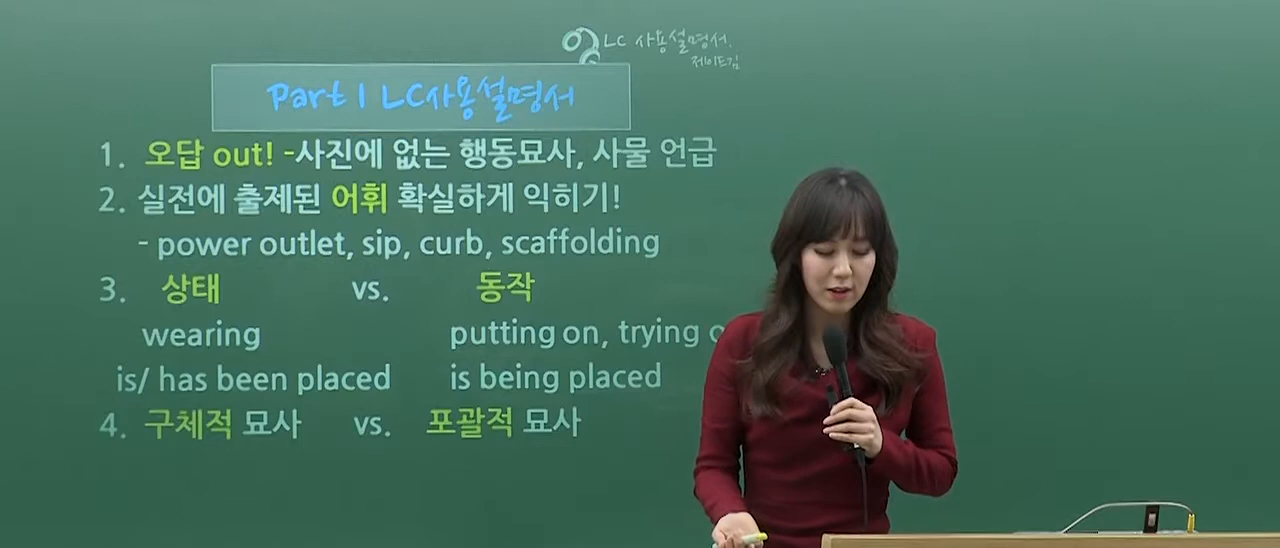 LC 사용설명서.
제이드김
Part 1 LC사용설명서
1. 오답 out! -사진에 없는 행동묘사, 사물 언급
2. 실전에 출제된 어휘 확실하게 익히기!
- power outlet, sip, curb, scaffolding
3. 상태 vs. 동작
wearing putting on, trying
is/ has been placed is being placed
4. 구체적 묘사 vs. 포괄적 묘사